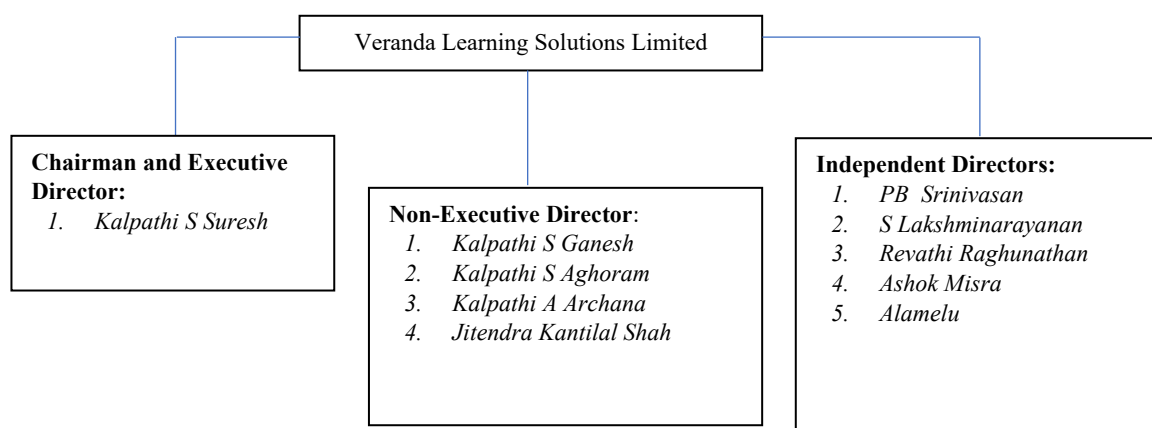 Veranda Learning Solutions Limited
Chairman and Executive
Director:
1. Kalpathi S Suresh
Non-Executive Director:
1. Kalpathi S Ganesh
2. Kalpathi S Aghoram
3. Kalpathi A Archana
4. Jitendra Kantilal Shah
Independent Directors:
1. PB Srinivasan
2. S Lakshminarayanan
3. Revathi Raghunathan
4. Ashok Misra
5. Alamelu